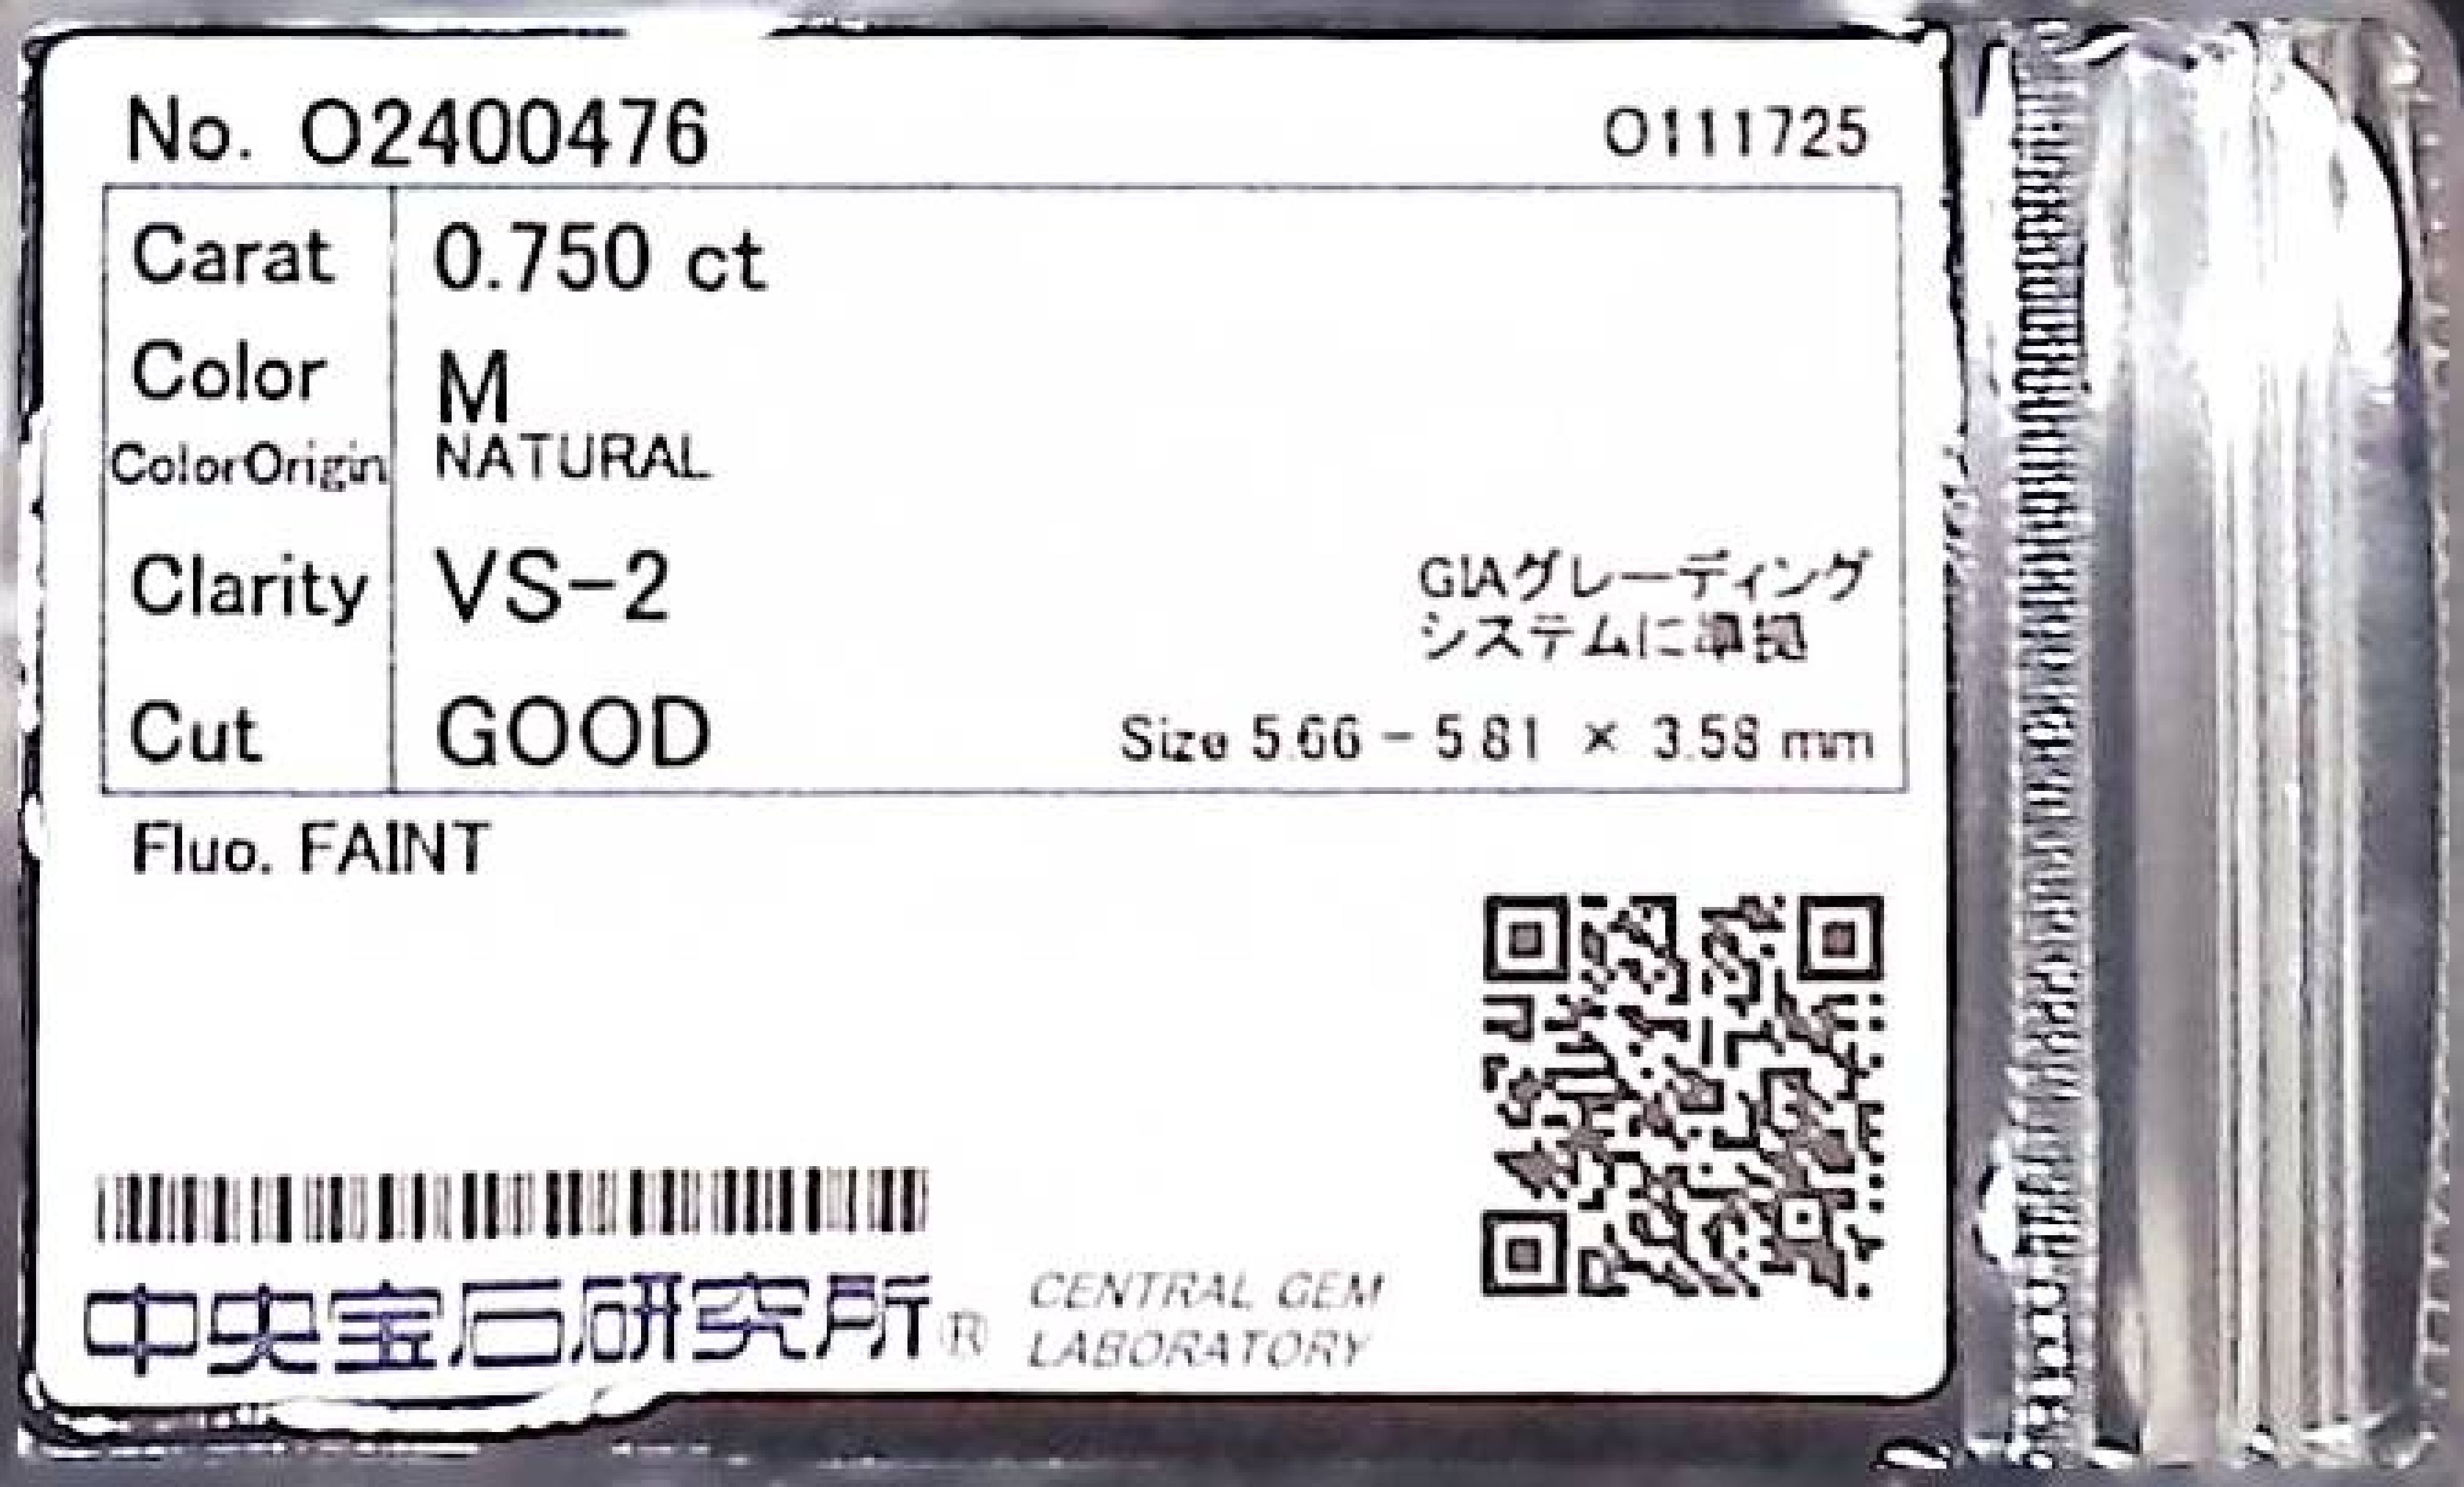 No. O2400476
O111725
Carat 0.750 ct
Color M
ColorOrigin NATURAL
Clarity VS-2
GIAグレーディング
システムに準拠
Cut GOOD
Size 5.66 - 5.81 × 3.58 mm
Fluo. FAINT
中央宝石研究所®
CENTRAL GEM
LABORATORY